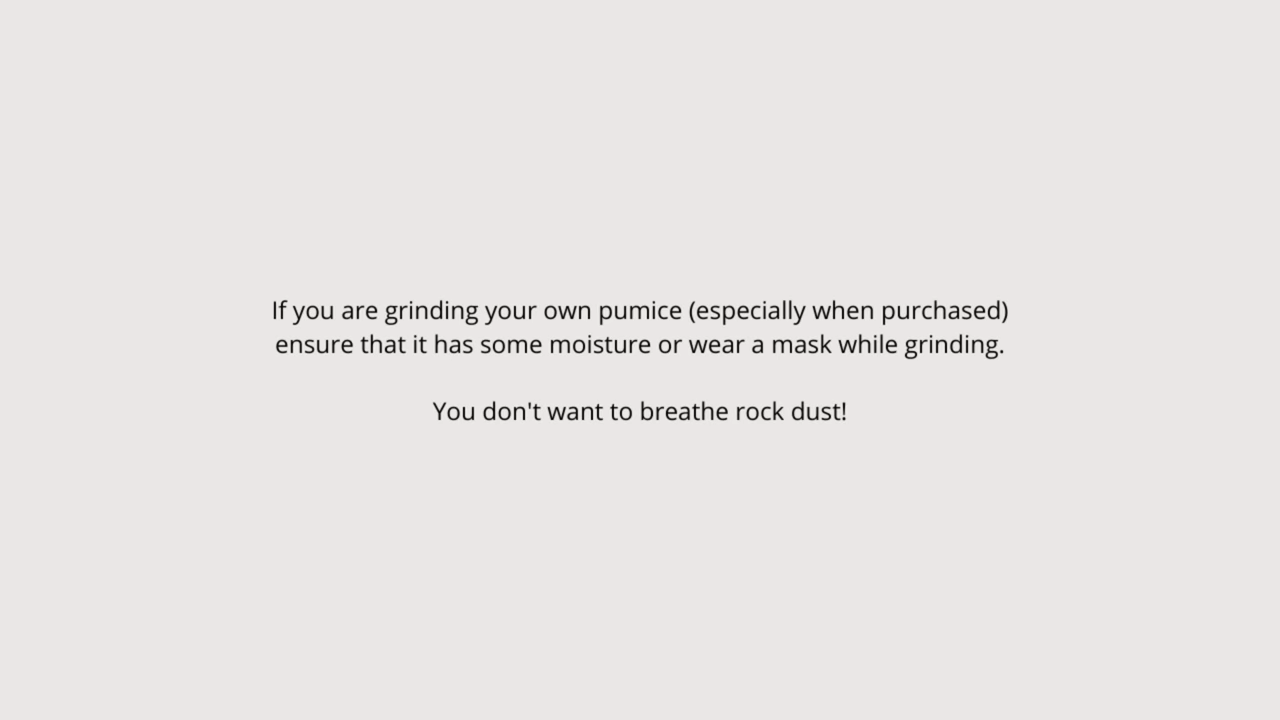 If you are grinding your own pumice (especially when purchased)
ensure that it has some moisture or wear a mask while grinding.
You don't want to breathe rock dust!